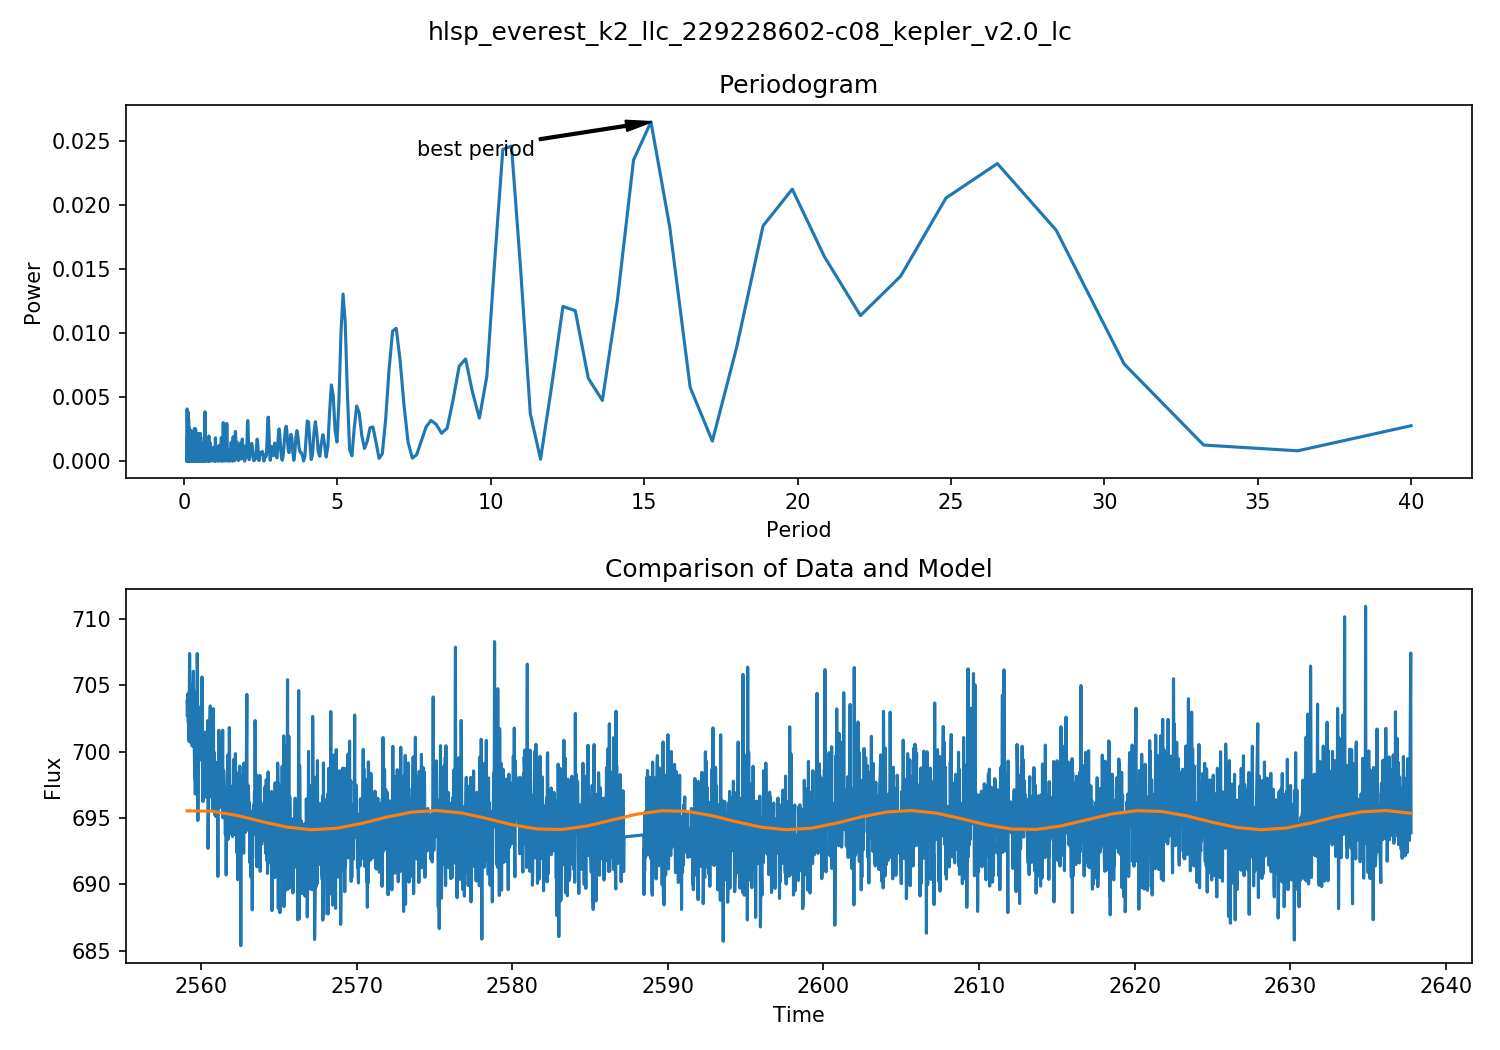 hlsp_everest_k2_llc_229228602-c08_kepler_v2.0_lc
Periodogram
best period
0.025
0.020
0.015
0.010
0.005
0.000
Power
0 5 10 15 20 25 30 35 40
Period
Comparison of Data and Model
710
705
700
695
690
685
Flux
2560 2570 2580 2590 2600 2610 2620 2630 2640
Time